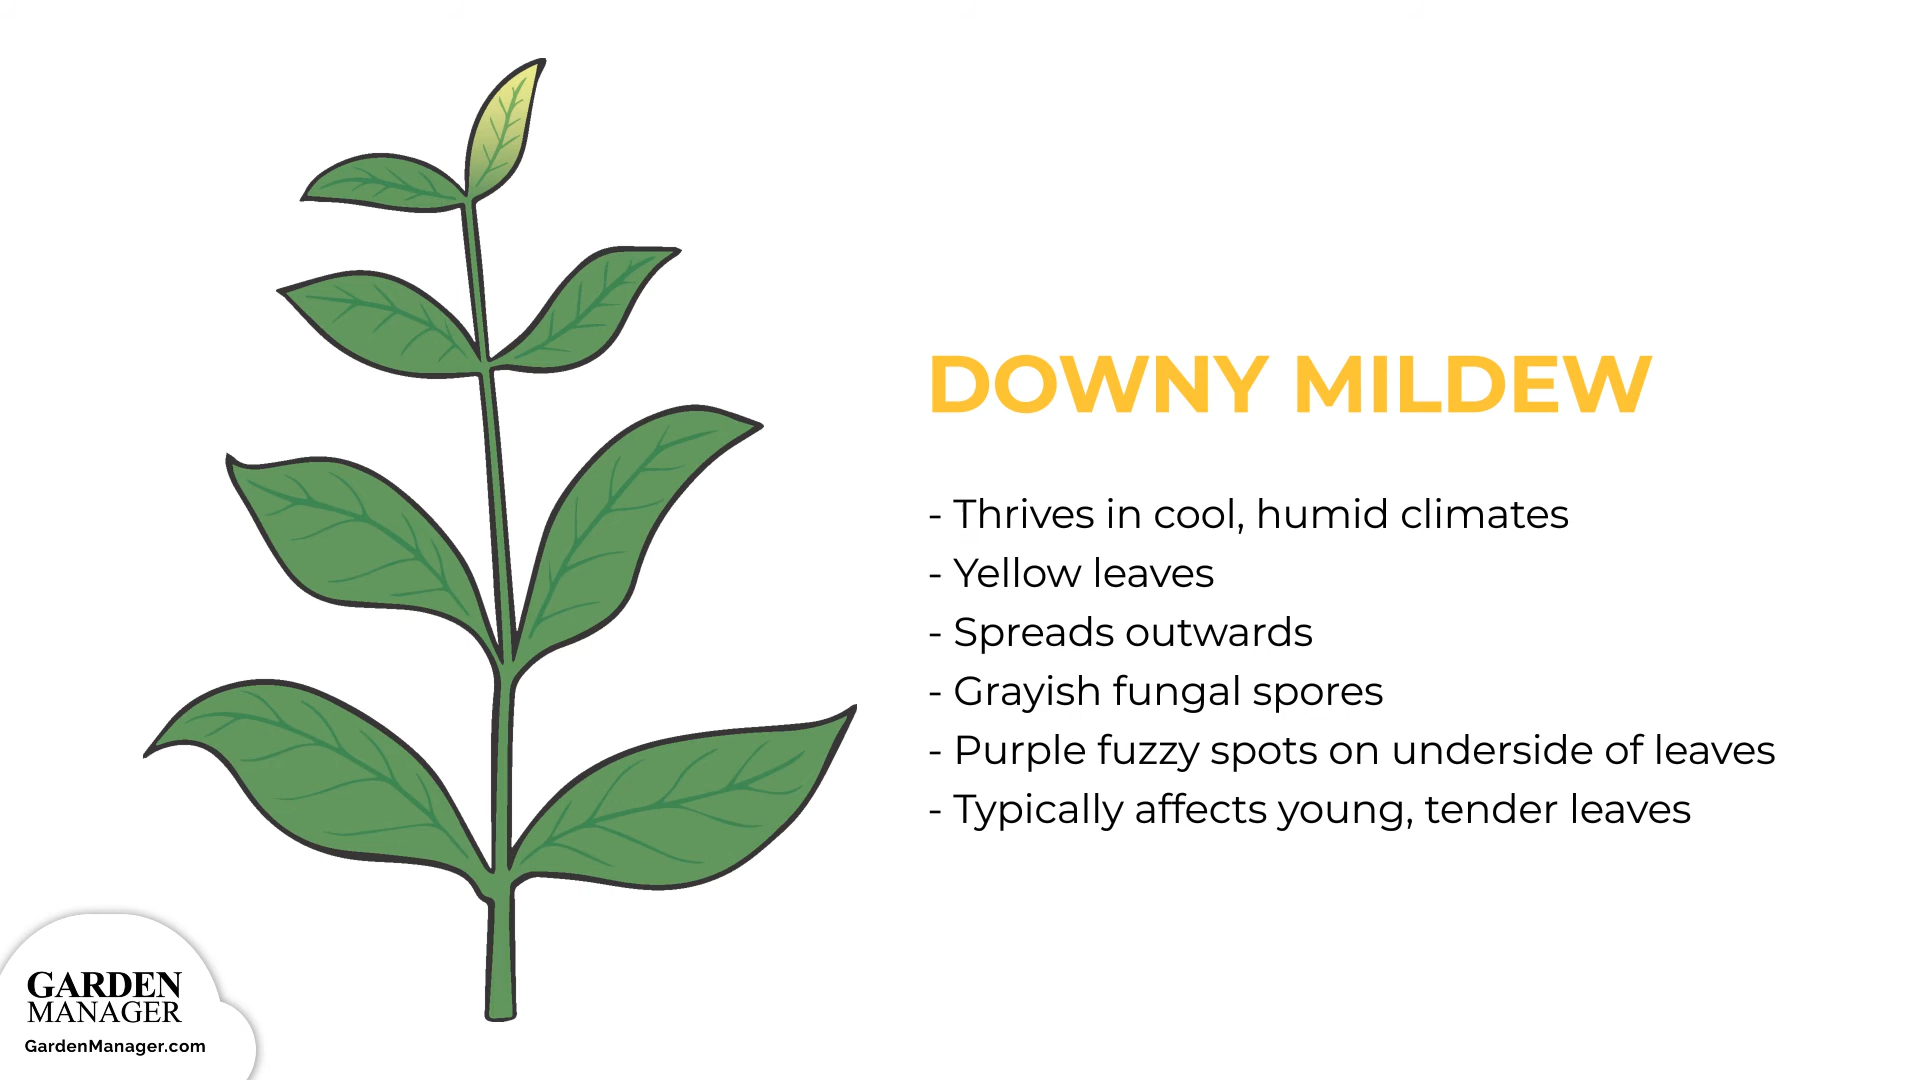 DOWNY MILDEW
- Thrives in cool, humid climates
- Yellow leaves
- Spreads outwards
- Grayish fungal spores
- Purple fuzzy spots on underside of leaves
- Typically affects young, tender leaves
GARDEN
MANAGER
GardenManager.com